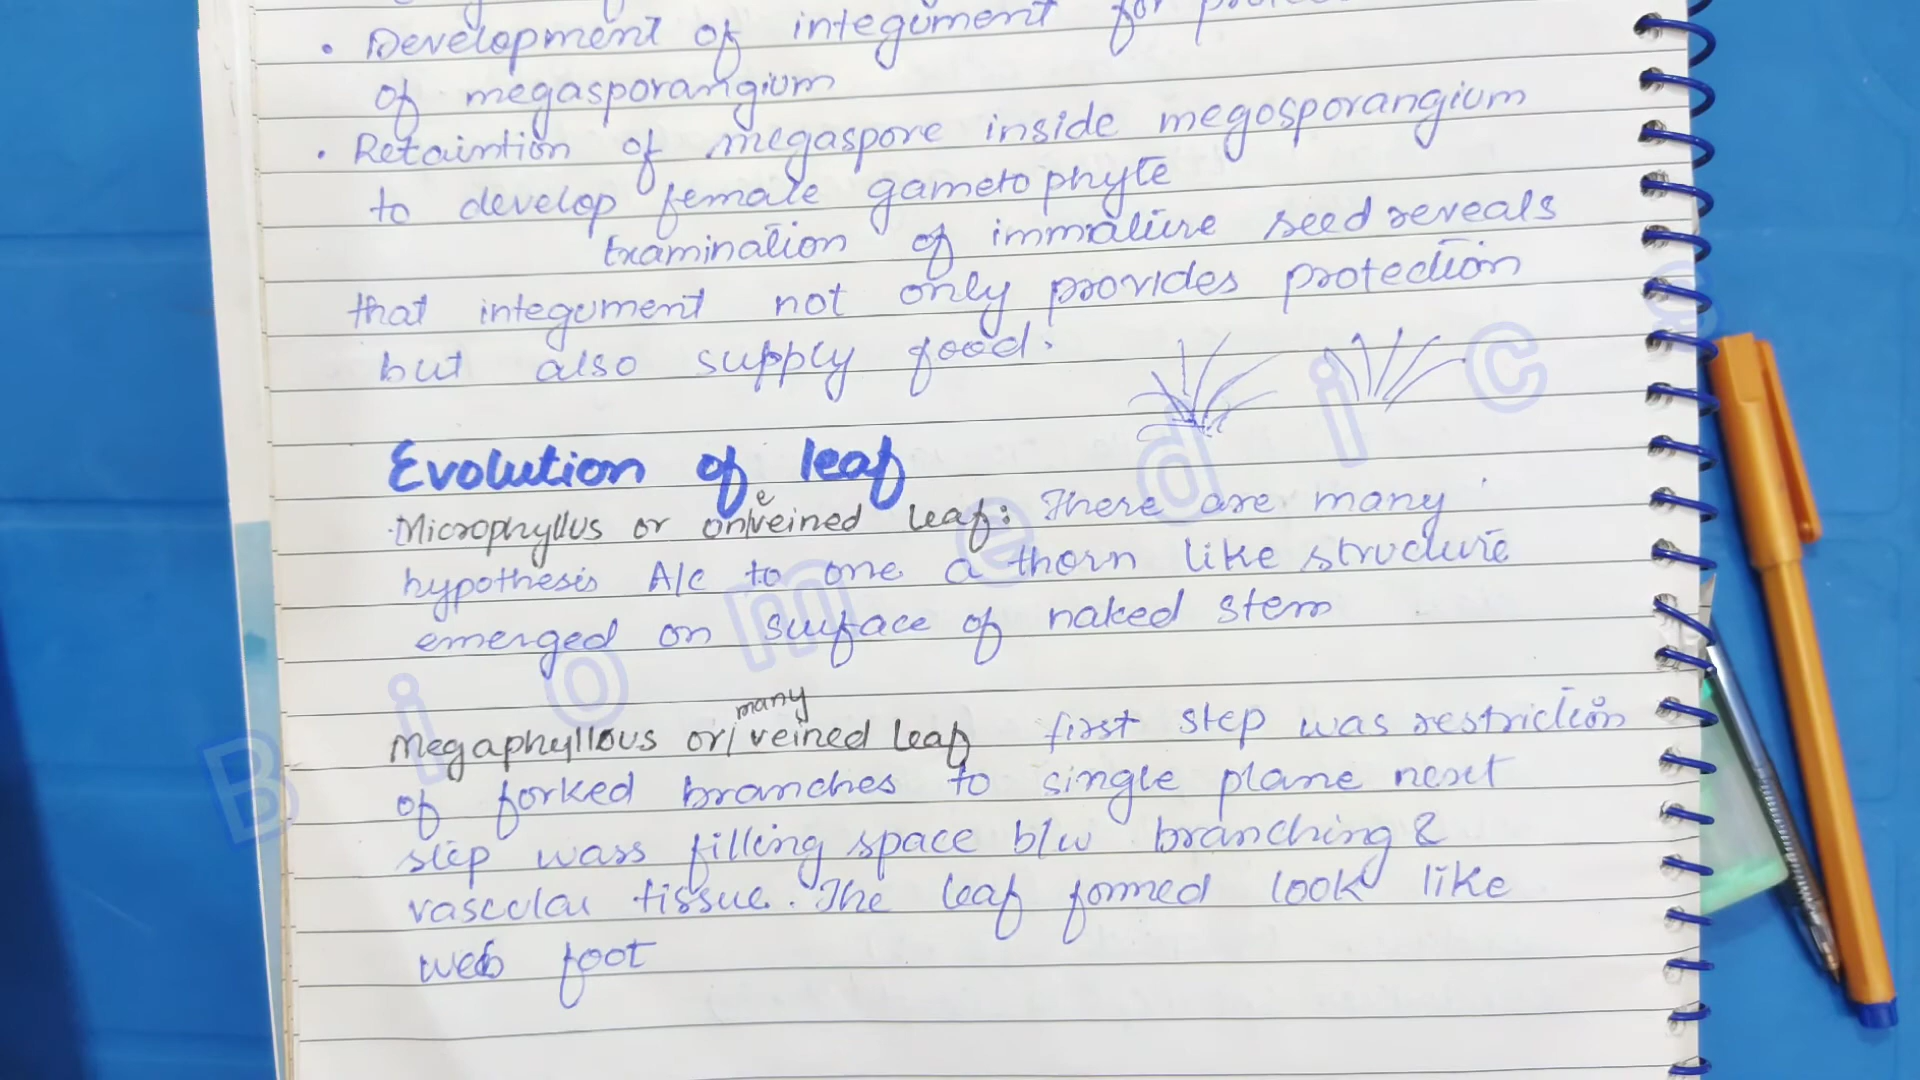 • Development of integument for
of megasporangium
• Retaintion of megaspore inside megosporangium
to develop female gametophyte
Examination of immature seed reveals
that integument not only provides protection
but also supply food.
Evolution of leaf
• Microphyllus or one veined leaf: There are many
hypothesis A/c to one a thorn like structure
emerged on surface of naked stem
Megaphyllous or many veined leaf first step was restriction
of forked branches to single plane next
step wass filling space b/w branching &
vascular tissue. The leaf formed look like
web foot
Biomedics